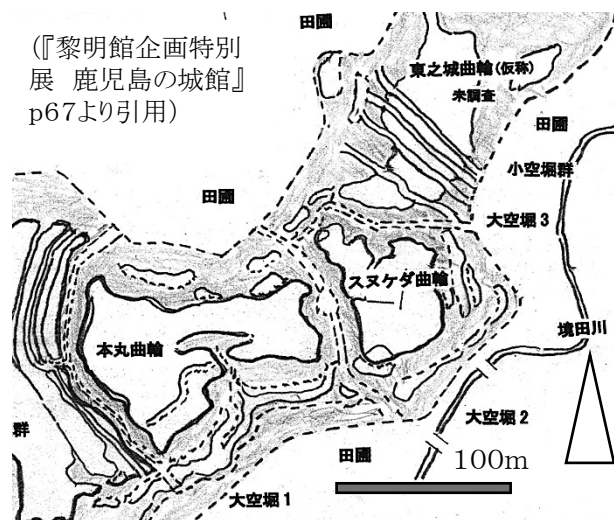 (『黎明館企画特別
展 鹿児島の城館』
p67より引用)
田圃
東之城曲輪(仮称)
未調査
田圃
小空堀群
田圃
大空堀 3
スヌケダ曲輪
境田川
本丸曲輪
群
大空堀 2
田圃
100m
大空堀 1